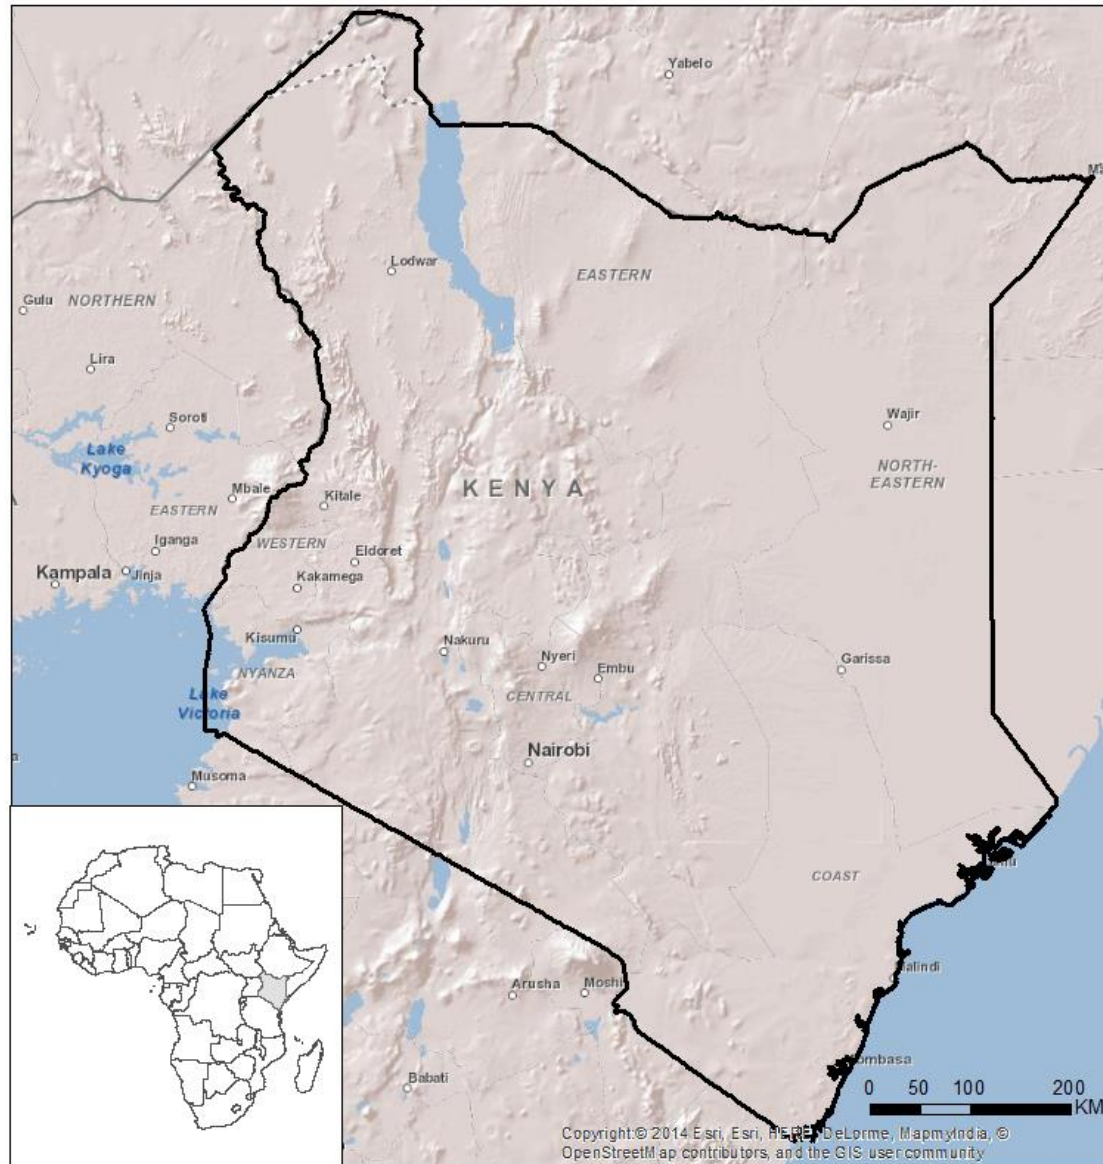 Yabelo
Lodwar
EASTERN
Gulu
NORTHERN
Lira
Soroti
Wajir
Lake
Kyoga
NORTH-
EASTERN
Mbale
Kitale
KENYA
EASTERN
Iganga
WESTERN
Eldoret
Kampala
Jinja
Kakamega
Kisumu
Nakuru
Nyeri
Garissa
NYANZA
Embu
CENTRAL
Lake
Victoria
Nairobi
Musoma
COAST
Arusha
Moshi
Babati
0 50 100 200
KM
Copyright:© 2014 Esri, Esri, HERE, DeLorme, MapmyIndia, ©
OpenStreetMap contributors, and the GIS user community